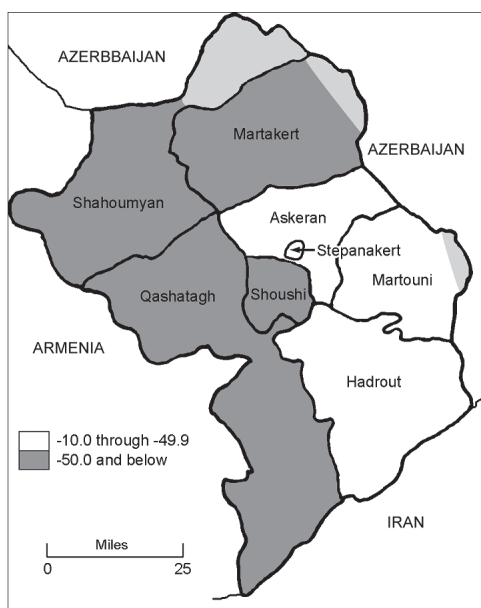 AZERBBAIJAN
Martakert
AZERBAIJAN
Shahoumyan
Askeran
Stepanakert
Martouni
Qashatagh
Shoushi
ARMENIA
Hadrout
-10.0 through -49.9
-50.0 and below
IRAN
Miles
0 25